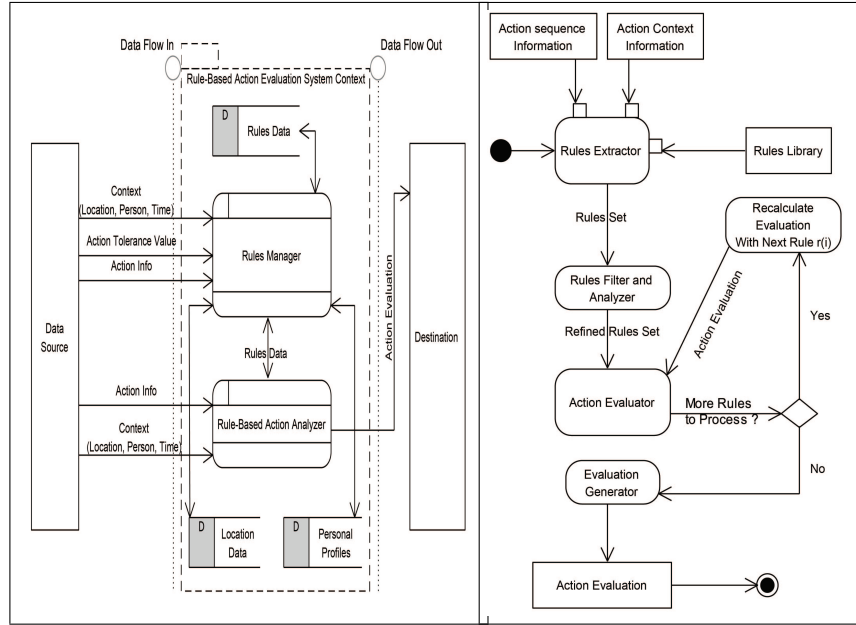 Data Flow In
Data Flow Out
Rule-Based Action Evaluation System Context
D
Rules Data
Context
(Location, Person, Time)
Action Tolerance Value
Action Info
Rules Manager
Data
Source
Rules Data
Action Evaluation
Destination
Action Info
Context
(Location, Person, Time)
Rule-Based Action Analyzer
D
Location
Data
D
Personal
Profiles
Action sequence
Information
Action Context
Information
Rules Extractor
Rules Library
Rules Set
Recalculate
Evaluation
With Next Rule r(i)
Rules Filter and
Analyzer
Action Evaluation
Yes
Refined Rules Set
Action Evaluator
More Rules
to Process ?
No
Evaluation
Generator
Action Evaluation